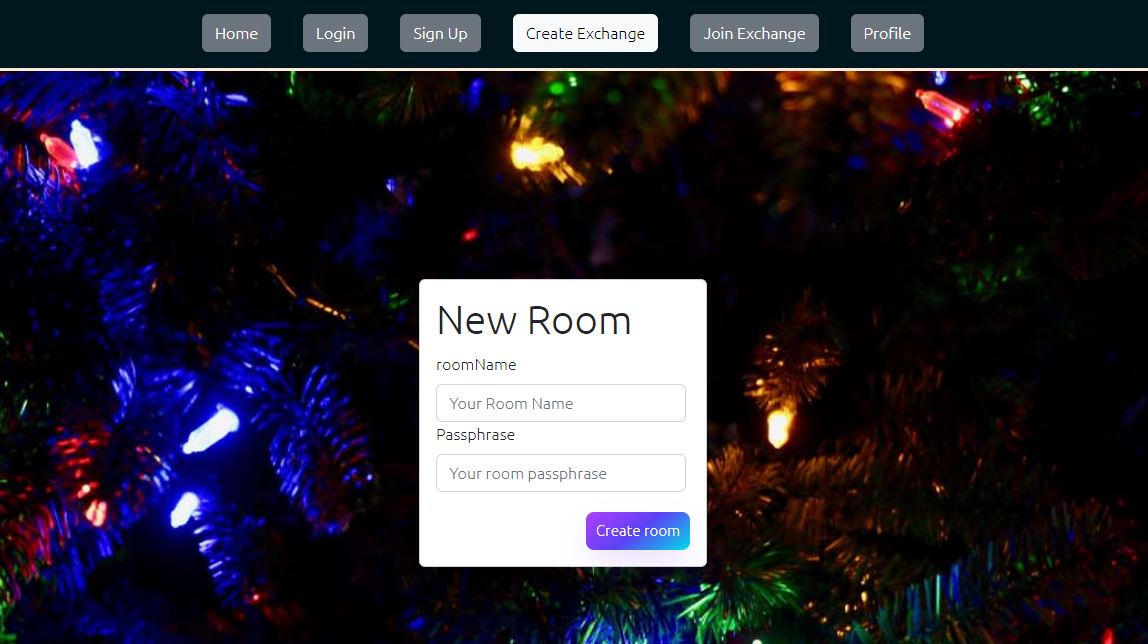 Home Login Sign Up Create Exchange Join Exchange Profile
New Room
roomName
Your Room Name
Passphrase
Your room passphrase
Create room